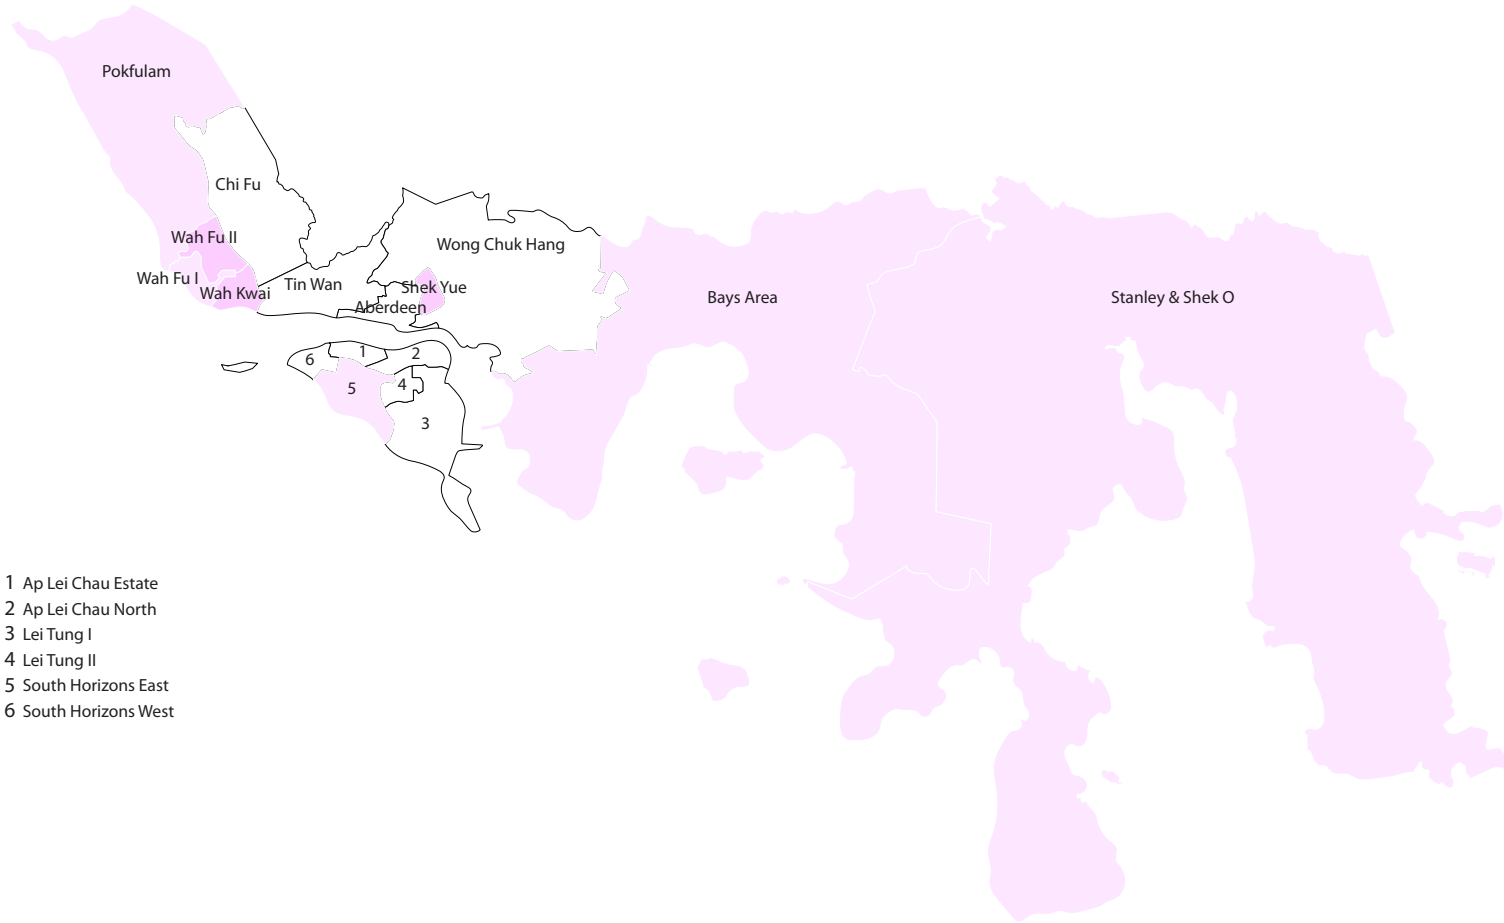 Pokfulam
Chi Fu
Wah Fu II
Wong Chuk Hang
Wah Fu I
Tin Wan
Shek Yue
Wah Kwai
Bays Area
Stanley & Shek O
Aberdeen
1
2
6
4
5
3
1 Ap Lei Chau Estate
2 Ap Lei Chau North
3 Lei Tung I
4 Lei Tung II
5 South Horizons East
6 South Horizons West